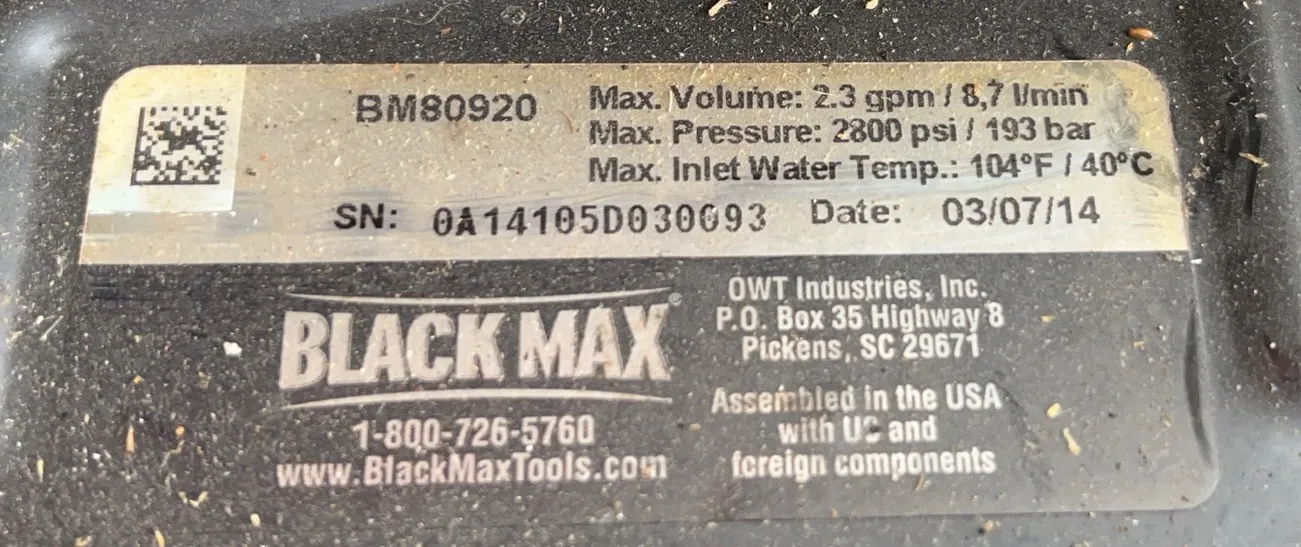 BM80920
Max. Volume: 2.3 gpm / 8,7 l/min
Max. Pressure: 2800 psi / 193 bar
Max. Inlet Water Temp.: 104°F / 40°C
SN: 0A14105D030093 Date: 03/07/14
BLACK MAX®
1-800-726-5760
www.BlackMaxTools.com
OWT Industries, Inc.
P.O. Box 35 Highway 8
Pickens, SC 29671
Assembled in the USA
with US and
foreign components